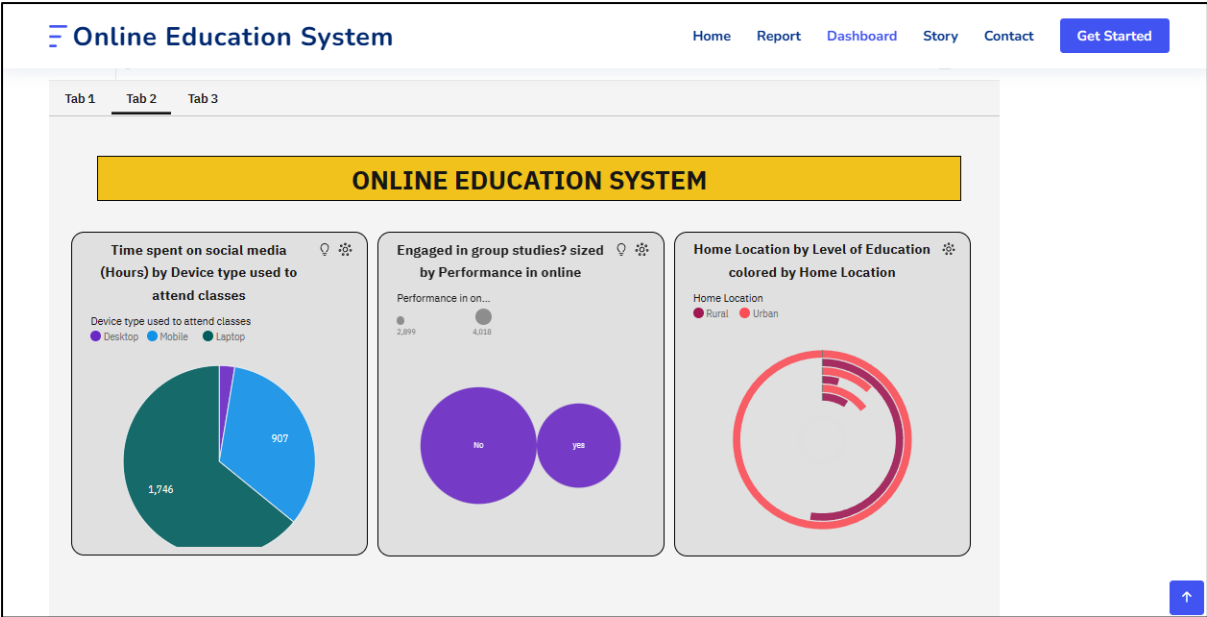 Online Education System
Home Report Dashboard Story Contact Get Started
Tab 1 Tab 2 Tab 3
ONLINE EDUCATION SYSTEM
Time spent on social media
(Hours) by Device type used to
attend classes
Device type used to attend classes
Desktop Mobile Laptop
907
1,746
Engaged in group studies? sized
by Performance in online
Performance in on...
2,899 4,018
No yes
Home Location by Level of Education
colored by Home Location
Home Location
Rural Urban